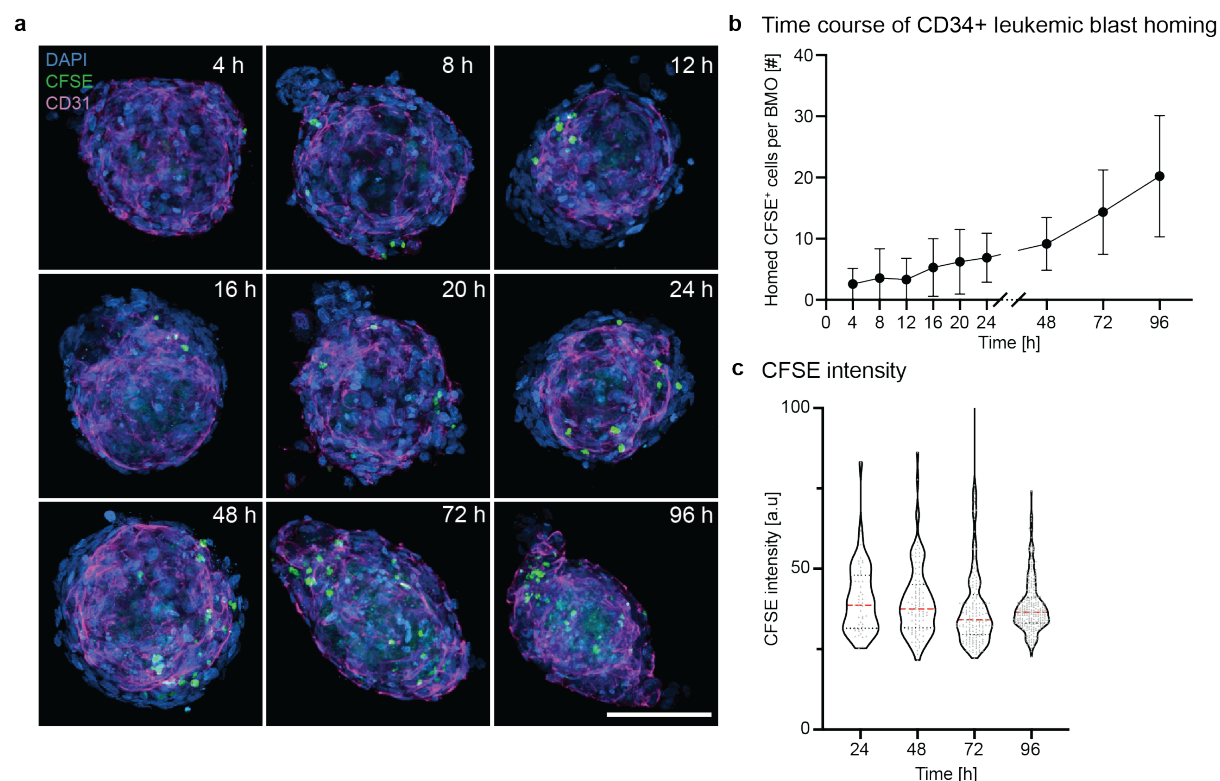 a
DAPI
CFSE
CD31
4 h
8 h
12 h
16 h
20 h
24 h
48 h
72 h
96 h
b Time course of CD34+ leukemic blast homing
Homed CFSE⁺ cells per BMO [#]
40
30
20
10
0
0 4 8 12 16 20 24 48 72 96
Time [h]
c CFSE intensity
CFSE intensity [a.u]
100
50
0
24 48 72 96
Time [h]